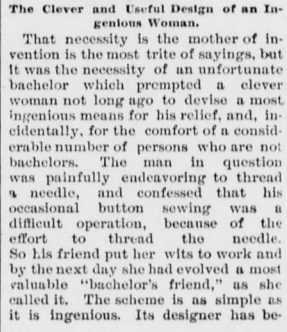 The Clever and Useful Design of an In-
genious Woman.
That necessity is the mother of in-
vention is the most trite of sayings, but
it was the necessity of an unfortunate
bachelor which prompted a clever
woman not long ago to devise a most
ingenious means for his relief, and, in-
cidentally, for the comfort of a consid-
erable number of persons who are not
bachelors. The man in question
was painfully endeavoring to thread
a needle, and confessed that his
occasional button sewing was a
difficult operation, because of the
effort to thread the needle.
So his friend put her wits to work and
by the next day she had evolved a most
valuable "bachelor's friend," as she
called it. The scheme is as simple as
it is ingenious. Its designer has be-